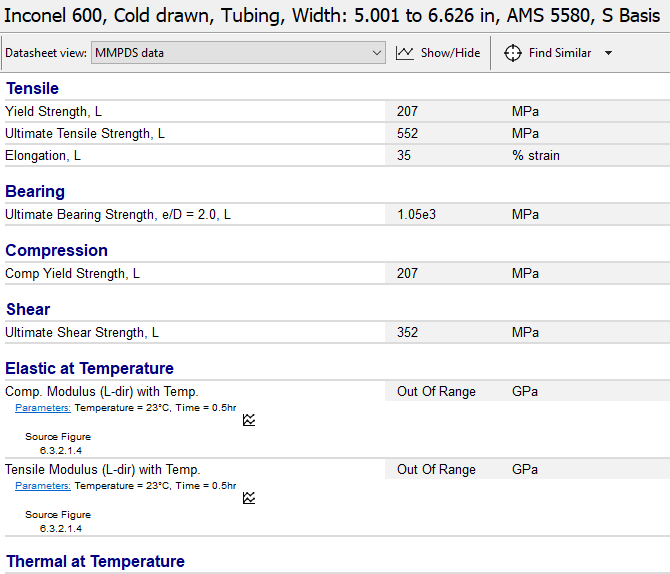 Inconel 600, Cold drawn, Tubing, Width: 5.001 to 6.626 in, AMS 5580, S Basis
Datasheet view: MMPDS data Show/Hide Find Similar
Tensile
Yield Strength, L 207 MPa
Ultimate Tensile Strength, L 552 MPa
Elongation, L 35 % strain
Bearing
Ultimate Bearing Strength, e/D = 2.0, L 1.05e3 MPa
Compression
Comp Yield Strength, L 207 MPa
Shear
Ultimate Shear Strength, L 352 MPa
Elastic at Temperature
Comp. Modulus (L-dir) with Temp. Out Of Range GPa
Parameters: Temperature = 23°C, Time = 0.5hr
Source Figure
6.3.2.1.4
Tensile Modulus (L-dir) with Temp. Out Of Range GPa
Parameters: Temperature = 23°C, Time = 0.5hr
Source Figure
6.3.2.1.4
Thermal at Temperature